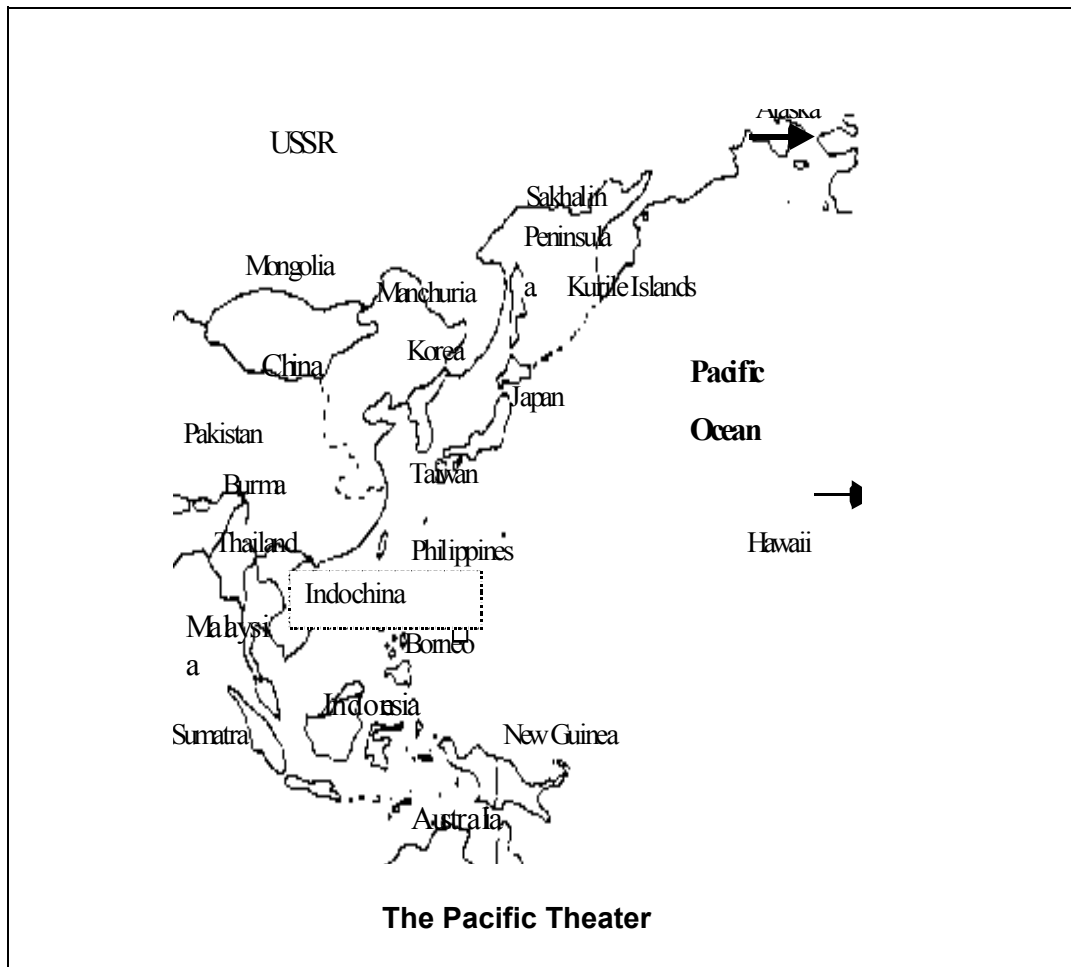 Alaska
USSR
Sakhalin
Peninsula
Mongolia
Manchuria
a
Kurile Islands
Korea
China
Pacific
Japan
Ocean
Pakistan
Taiwan
Burma
Thailand
Philippines
Hawaii
Indochina
Malaysi
a
Borneo
Indonesia
Sumatra
New Guinea
Australia
The Pacific Theater